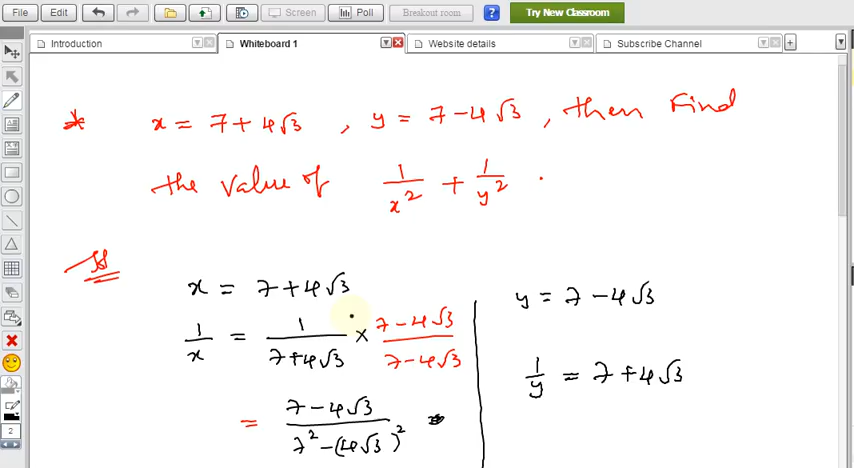 File Edit Screen Poll Breakout room ? Try New Classroom
Introduction Whiteboard 1 Website details Subscribe Channel
* x = 7 + 4√3 , y = 7 - 4√3 , then Find
the value of 1/x² + 1/y² .
x = 7 + 4√3
1/x = 1/(7+4√3) × (7-4√3)/(7-4√3)
= (7-4√3)/(7²-(4√3)²)
y = 7 - 4√3
1/y = 7 + 4√3
2